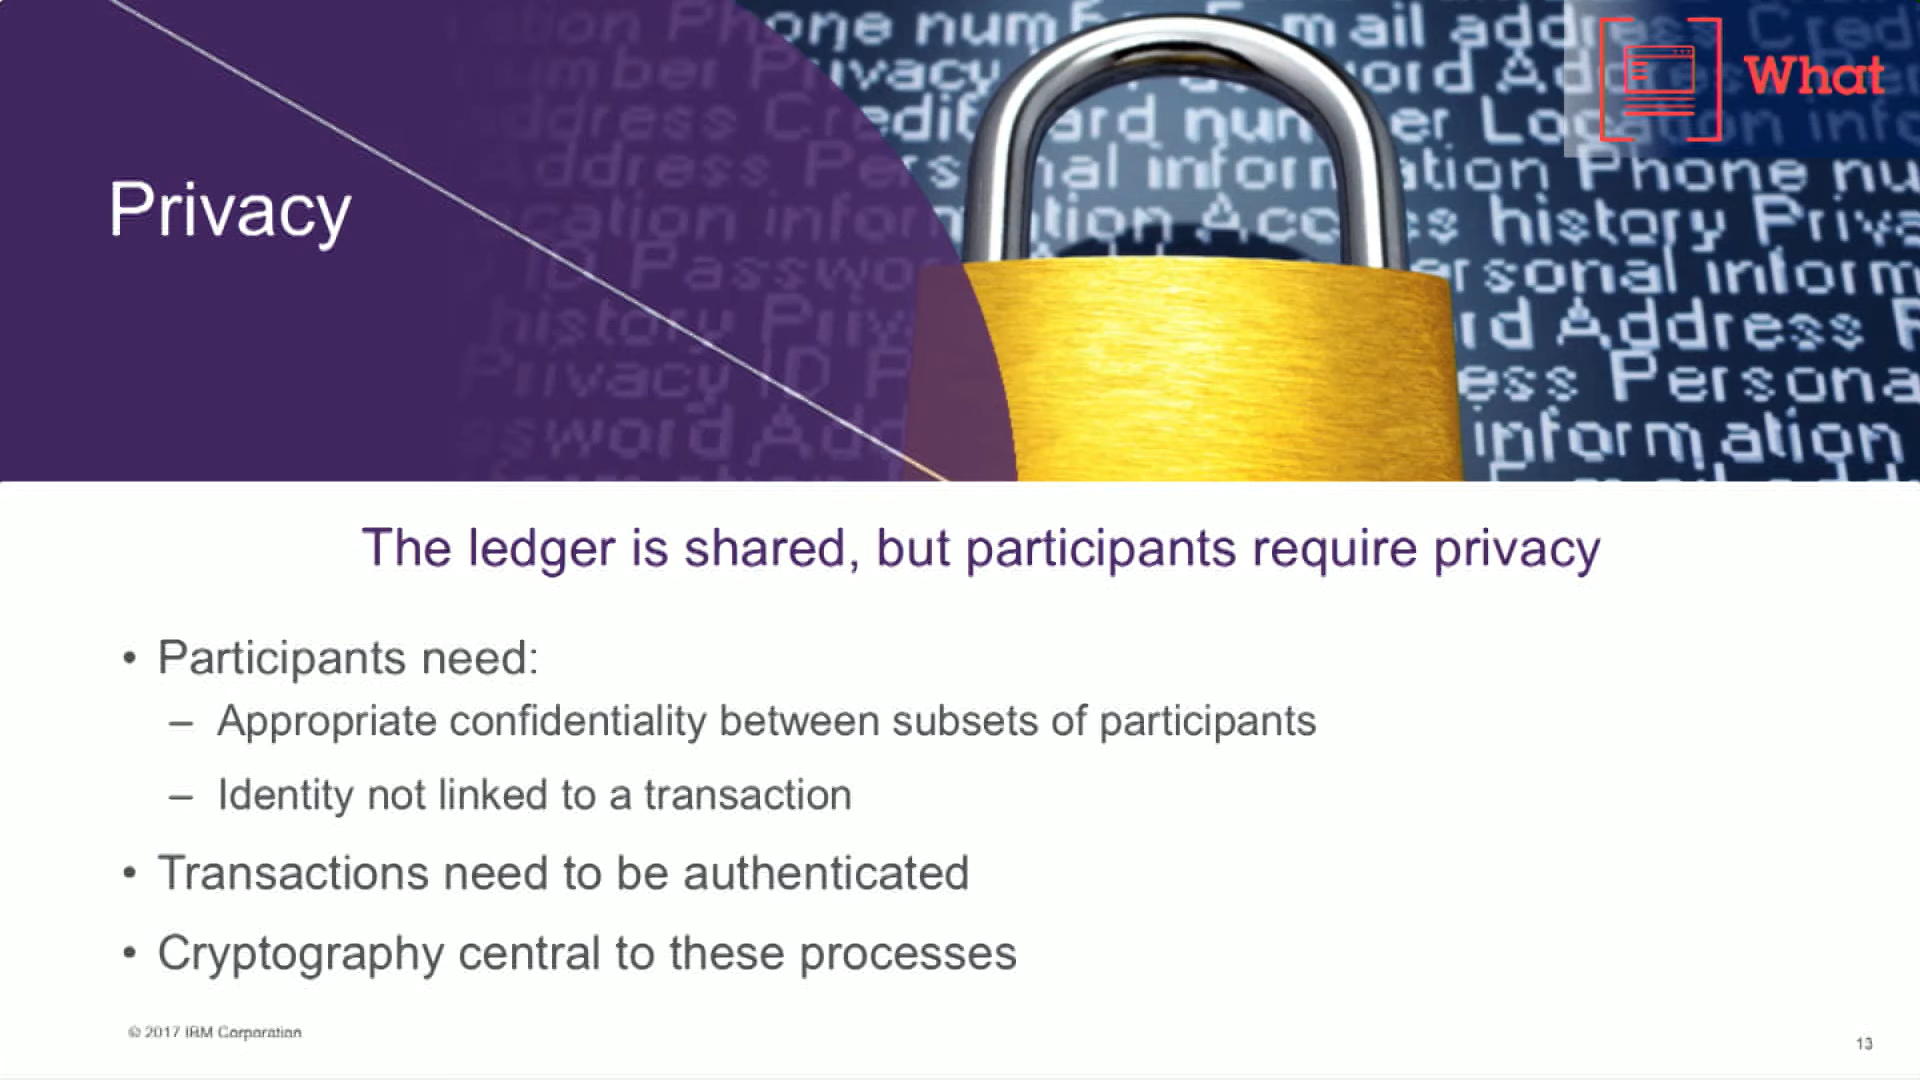 What
Privacy
The ledger is shared, but participants require privacy
• Participants need:
– Appropriate confidentiality between subsets of participants
– Identity not linked to a transaction
• Transactions need to be authenticated
• Cryptography central to these processes
© 2017 IBM Corporation
13